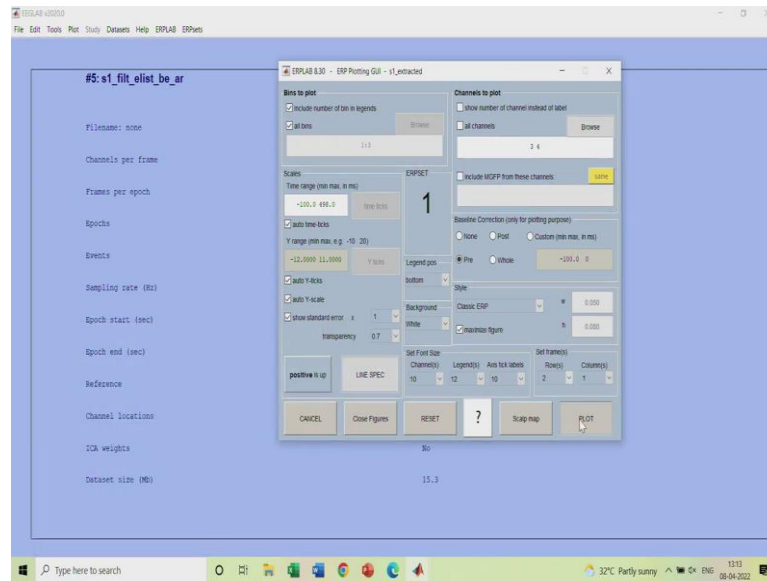 EEGLAB v2020.0
File Edit Tools Plot Study Datasets Help ERPLAB ERPsets
#5: s1_filt_elist_be_ar
Filename: none
Channels per frame
Frames per epoch
Epochs
Events
Sampling rate (Hz)
Epoch start (sec)
Epoch end (sec)
Reference
Channel locations
ICA weights
No
Dataset size (Mb)
15.3
ERPLAB 8.30 - ERP Plotting GUI - s1_extracted
Bins to plot
include number of bin in legends
all bins
Browse
1:3
Channels to plot
show number of channel instead of label
all channels
Browse
3 6
include MGFP from these channels:
same
Scales
Time range (min max, in ms)
-100.0 496.0
time-ticks
auto time-ticks
Y range (min max, e.g. -10 20)
-12.0000 11.0000
Y ticks
auto Y-ticks
auto Y-scale
show standard error x 1
transparency 0.7
positive is up
LINE SPEC
ERPSET
1
Legend pos
bottom
Background
White
Baseline Correction (only for plotting purpose)
None Post Custom (min max, in ms)
Pre Whole -100.0 0
Style
Classic ERP
w 0.050
maximize figure
h 0.080
Set Font Size
Channel(s) Legend(s) Axis tick labels
10 12 10
Set frame(s)
Row(s) Column(s)
2 1
CANCEL
Close Figures
RESET
?
Scalp map
PLOT
Type here to search
32°C Partly sunny
ENG
13:13
08-04-2022